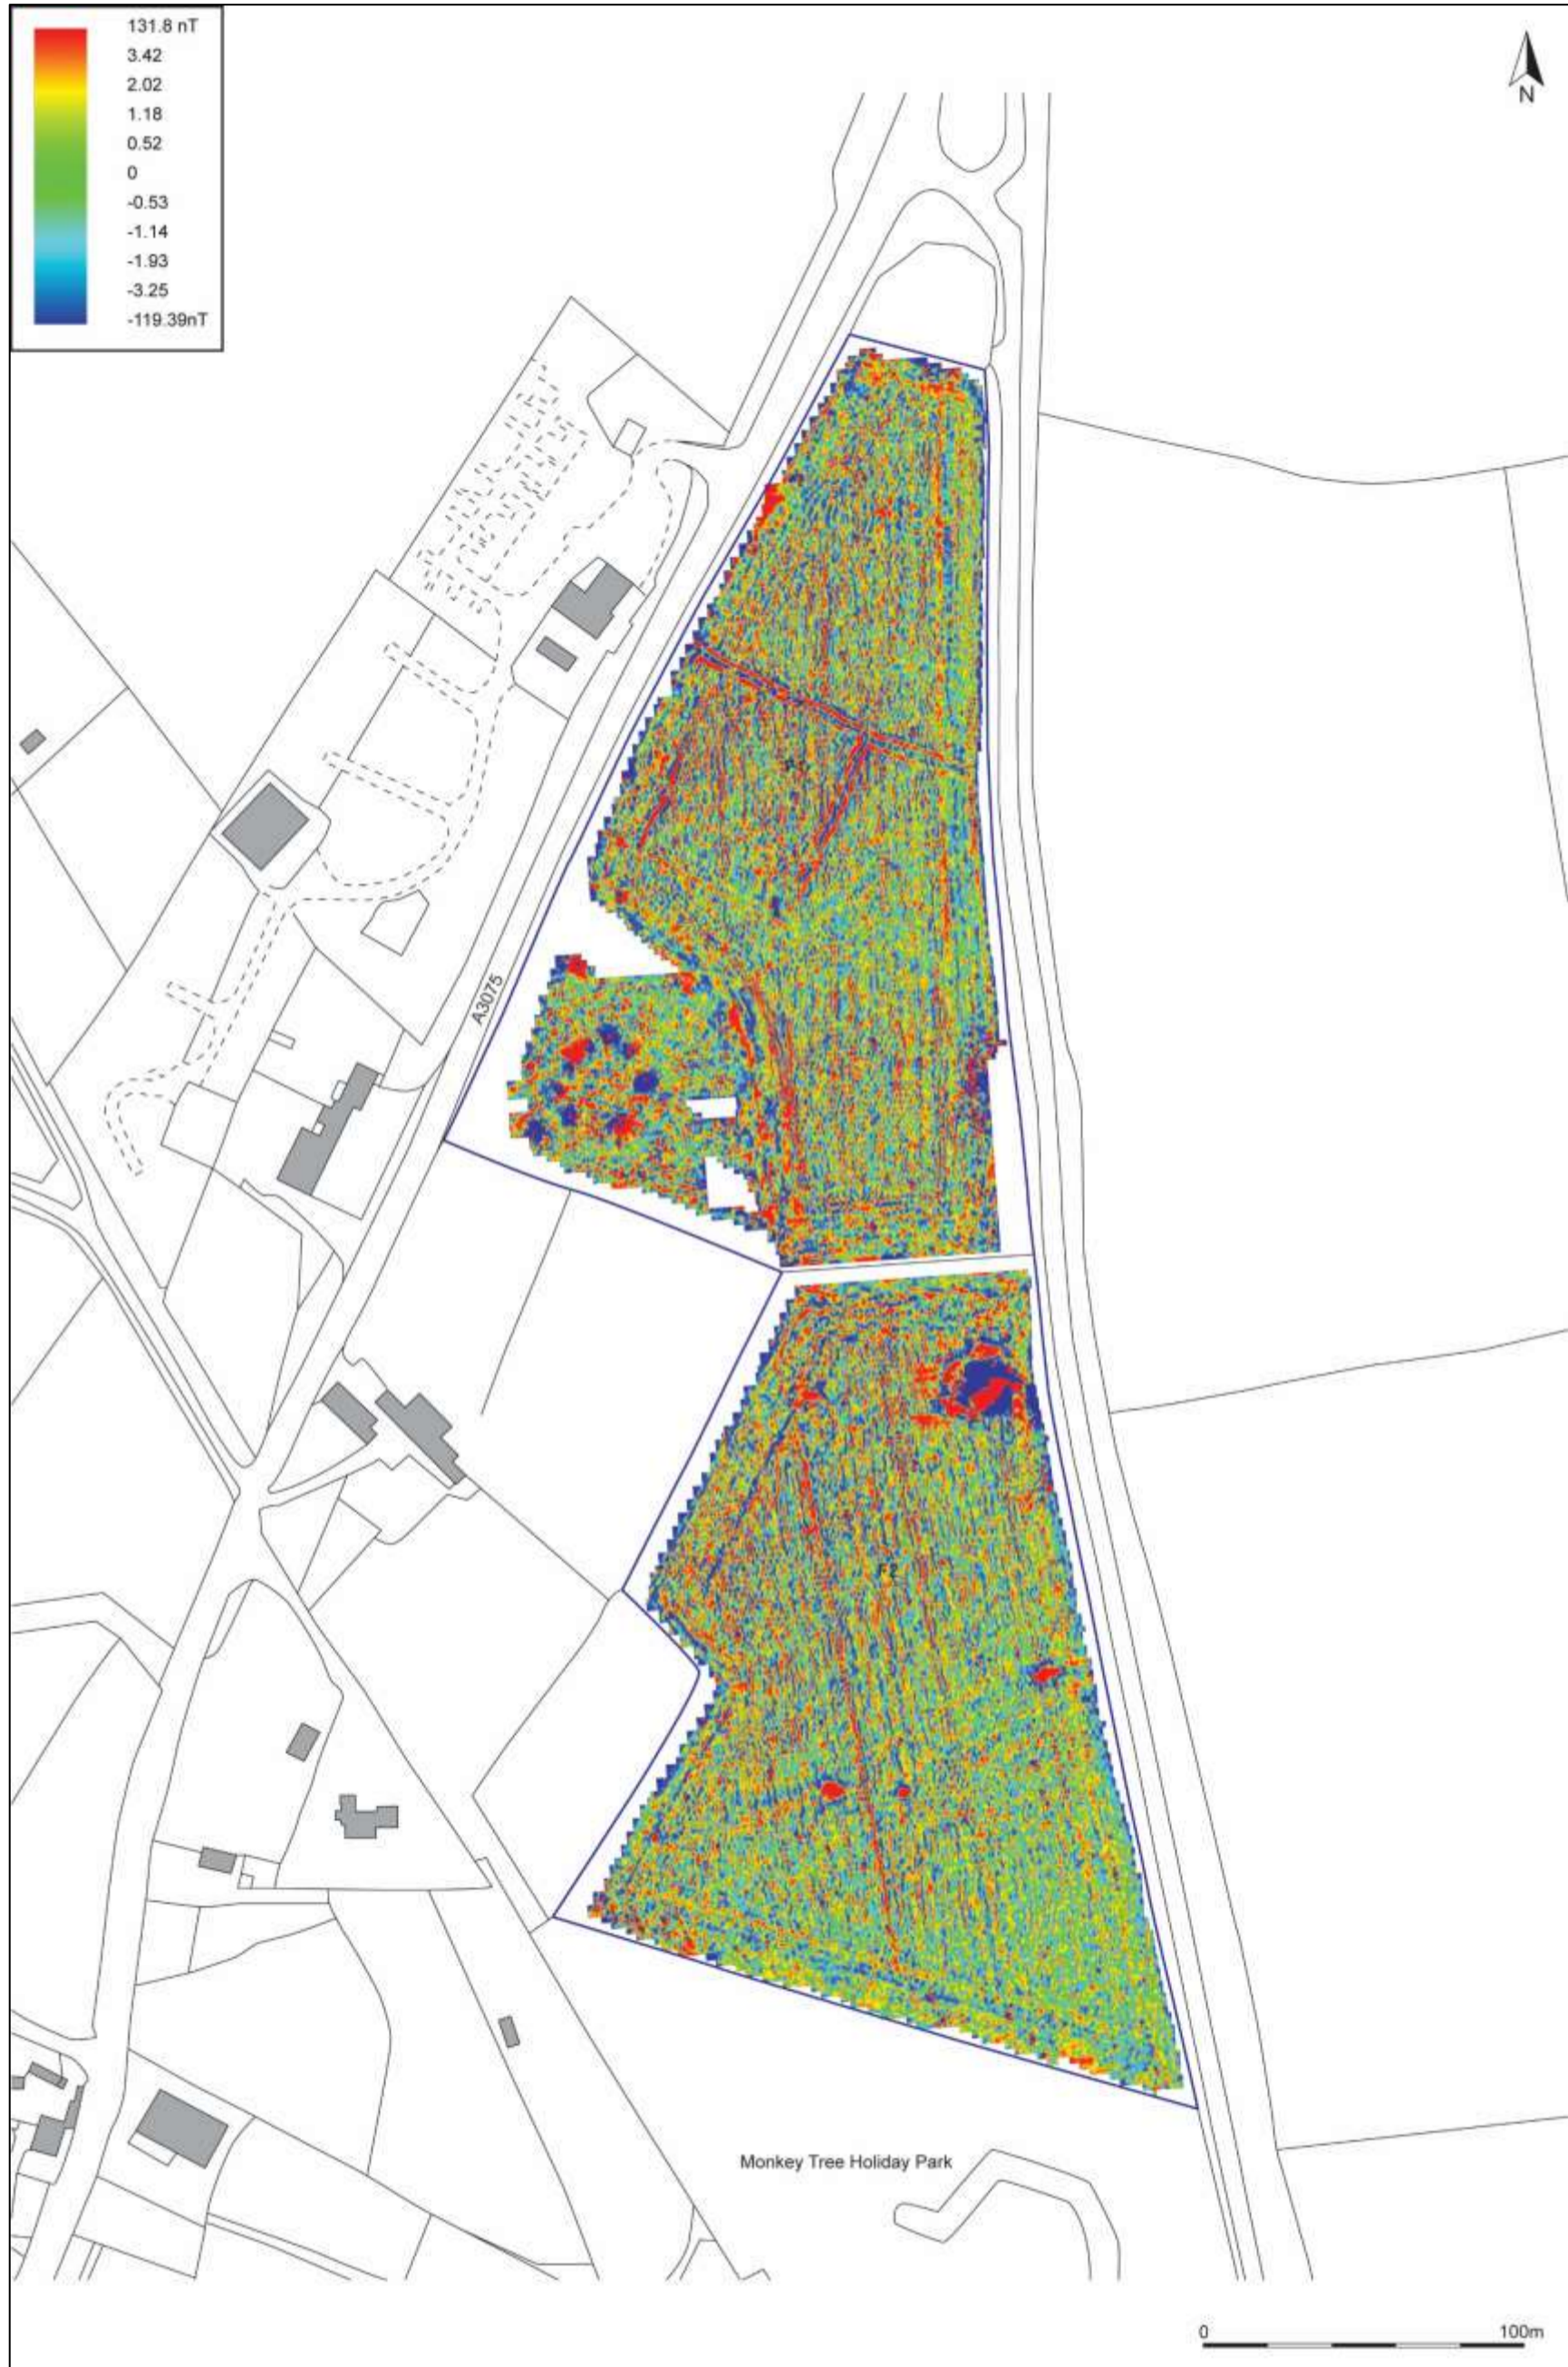 131.8 nT
3.42
2.02
1.18
0.52
0
-0.53
-1.14
-1.93
-3.25
-119.39nT
N
A3075
F2
Monkey Tree Holiday Park
0 100m